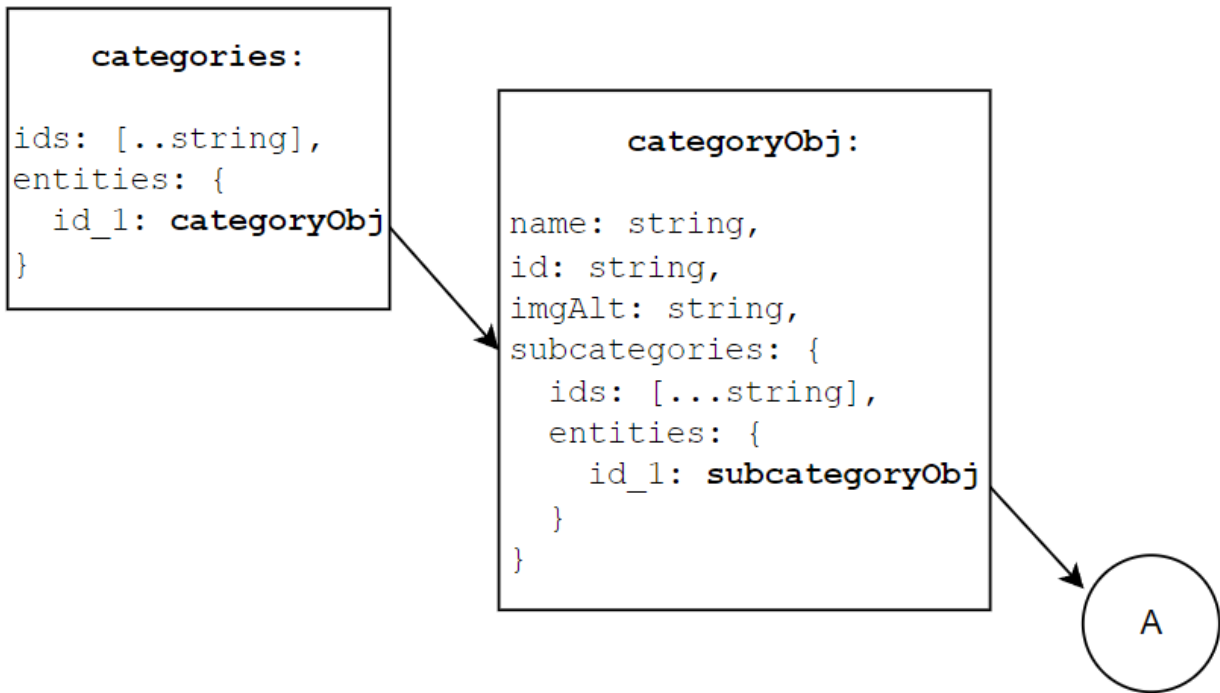 categories:
ids: [..string],
entities: {
id_1: categoryObj
}
categoryObj:
name: string,
id: string,
imgAlt: string,
subcategories: {
ids: [...string],
entities: {
id_1: subcategoryObj
}
}
A